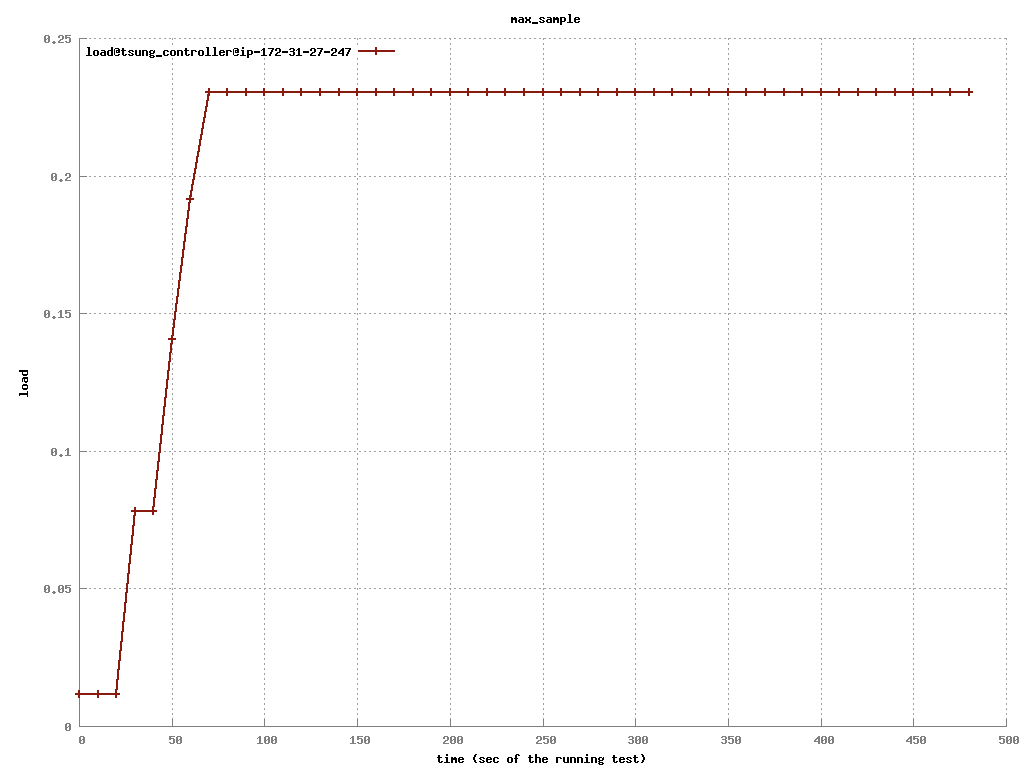 max_sample
0.25
load@tsung_controller@ip-172-31-27-247
0.2
0.15
load
0.1
0.05
0
0 50 100 150 200 250 300 350 400 450 500
time (sec of the running test)